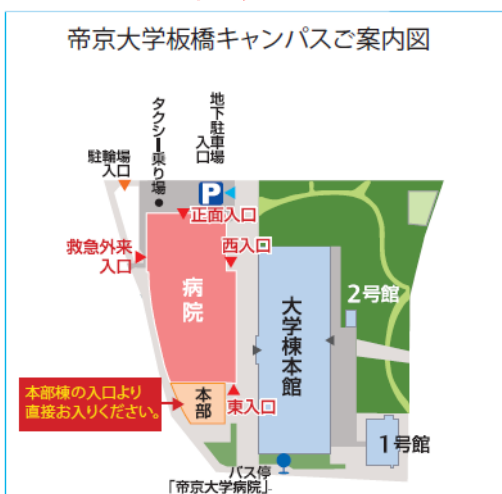 帝京大学板橋キャンパスご案内図
タクシー乗り場
地下駐車場
入口
駐輪場
入口
P
正面入口
救急外来
入口
西入口
病院
大学棟本館
2号館
本部棟の入口より
直接お入りください。
本部
東入口
1号館
バス停
「帝京大学病院」